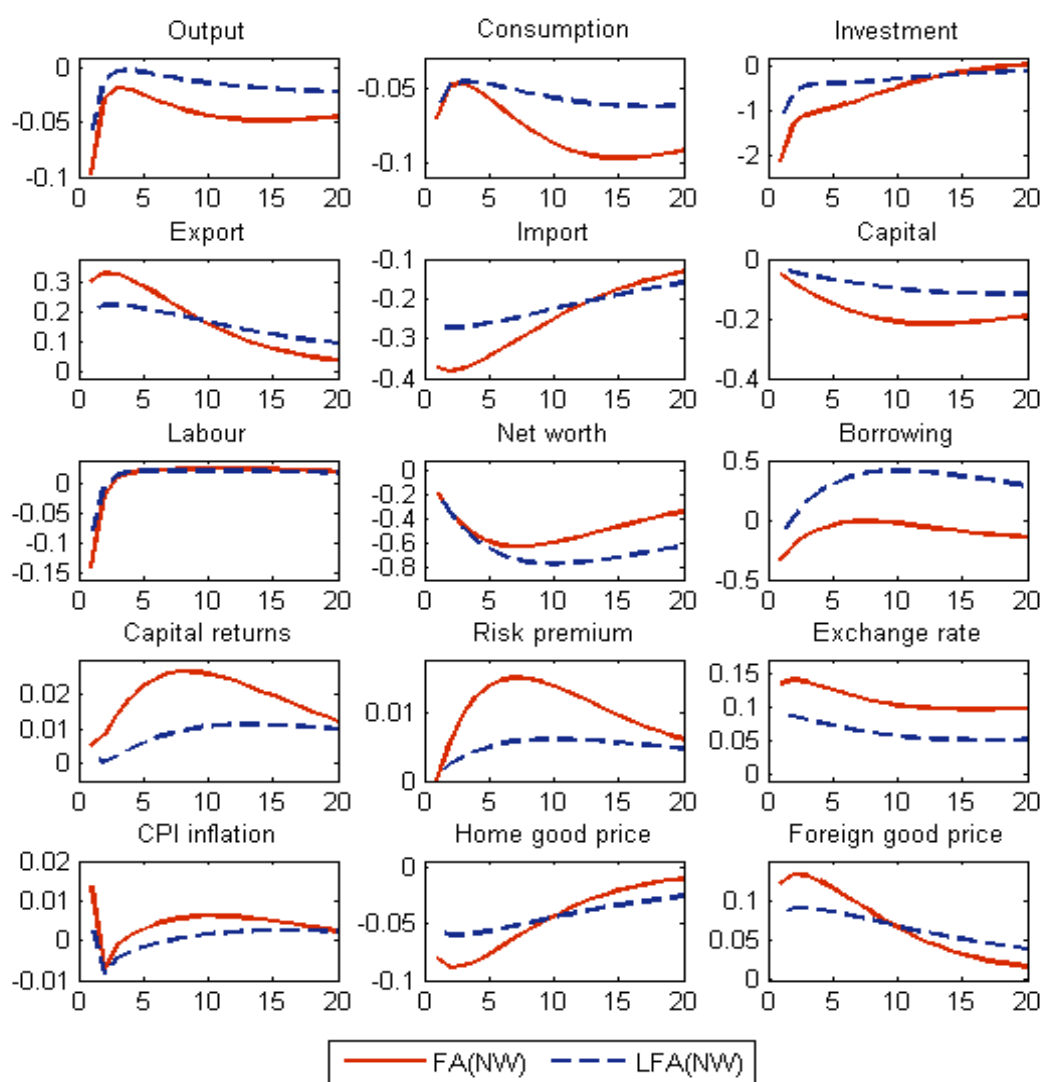 Output Consumption Investment
0 -0.05 -0.1 0 5 10 15 20
-0.05 -0.1 0 5 10 15 20
0 -1 -2 0 5 10 15 20
Export Import Capital
0.3 0.2 0.1 0 0 5 10 15 20
-0.1 -0.2 -0.3 -0.4 0 5 10 15 20
0 -0.2 -0.4 0 5 10 15 20
Labour Net worth Borrowing
0 -0.05 -0.1 -0.15 0 5 10 15 20
0 -0.2 -0.4 -0.6 -0.8 0 5 10 15 20
0.5 0 -0.5 0 5 10 15 20
Capital returns Risk premium Exchange rate
0.02 0.01 0 0 5 10 15 20
0.01 0 0 5 10 15 20
0.15 0.1 0.05 0 0 5 10 15 20
CPI inflation Home good price Foreign good price
0.02 0.01 0 -0.01 0 5 10 15 20
0 -0.05 -0.1 0 5 10 15 20
0.1 0.05 0 0 5 10 15 20
FA(NW) LFA(NW)